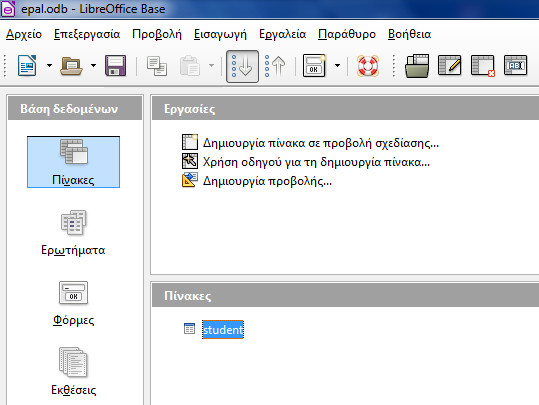 epal.odb - LibreOffice Base
Αρχείο Επεξεργασία Προβολή Εισαγωγή Εργαλεία Παράθυρο Βοήθεια
Βάση δεδομένων
Πίνακες
Ερωτήματα
Φόρμες
Εκθέσεις
Εργασίες
Δημιουργία πίνακα σε προβολή σχεδίασης...
Χρήση οδηγού για τη δημιουργία πίνακα...
Δημιουργία προβολής...
Πίνακες
student